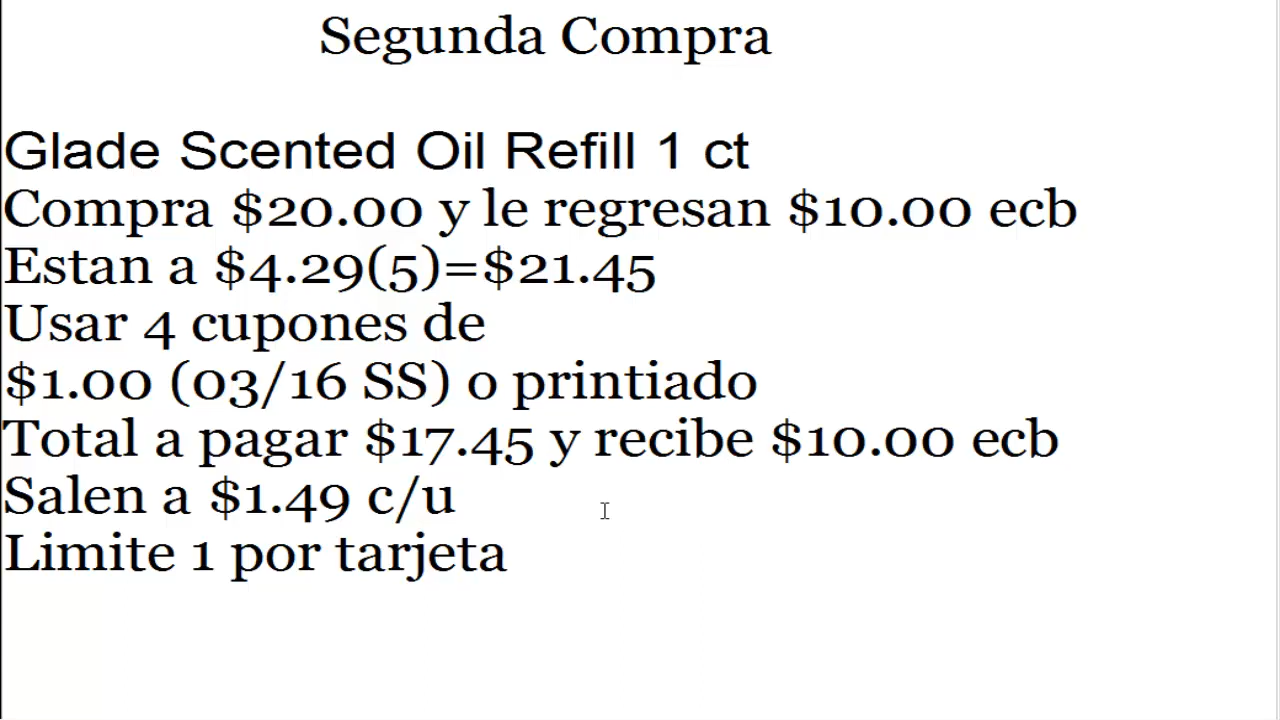 Segunda Compra
Glade Scented Oil Refill 1 ct
Compra $20.00 y le regresan $10.00 ecb
Estan a $4.29(5)=$21.45
Usar 4 cupones de
$1.00 (03/16 SS) o printiado
Total a pagar $17.45 y recibe $10.00 ecb
Salen a $1.49 c/u
Limite 1 por tarjeta